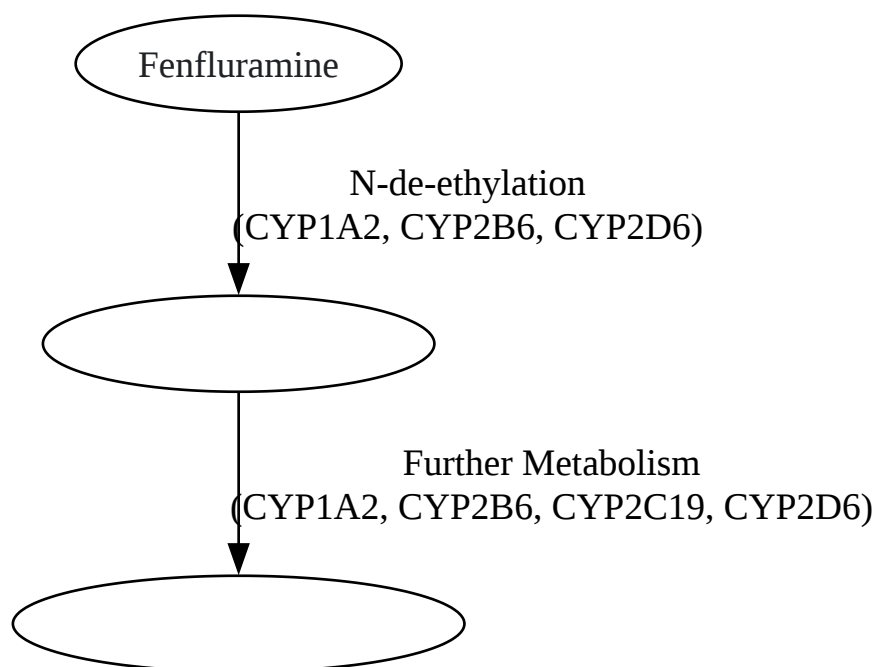 Fenfluramine
N-de-ethylation
(CYP1A2, CYP2B6, CYP2D6)
Further Metabolism
(CYP1A2, CYP2B6, CYP2C19, CYP2D6)